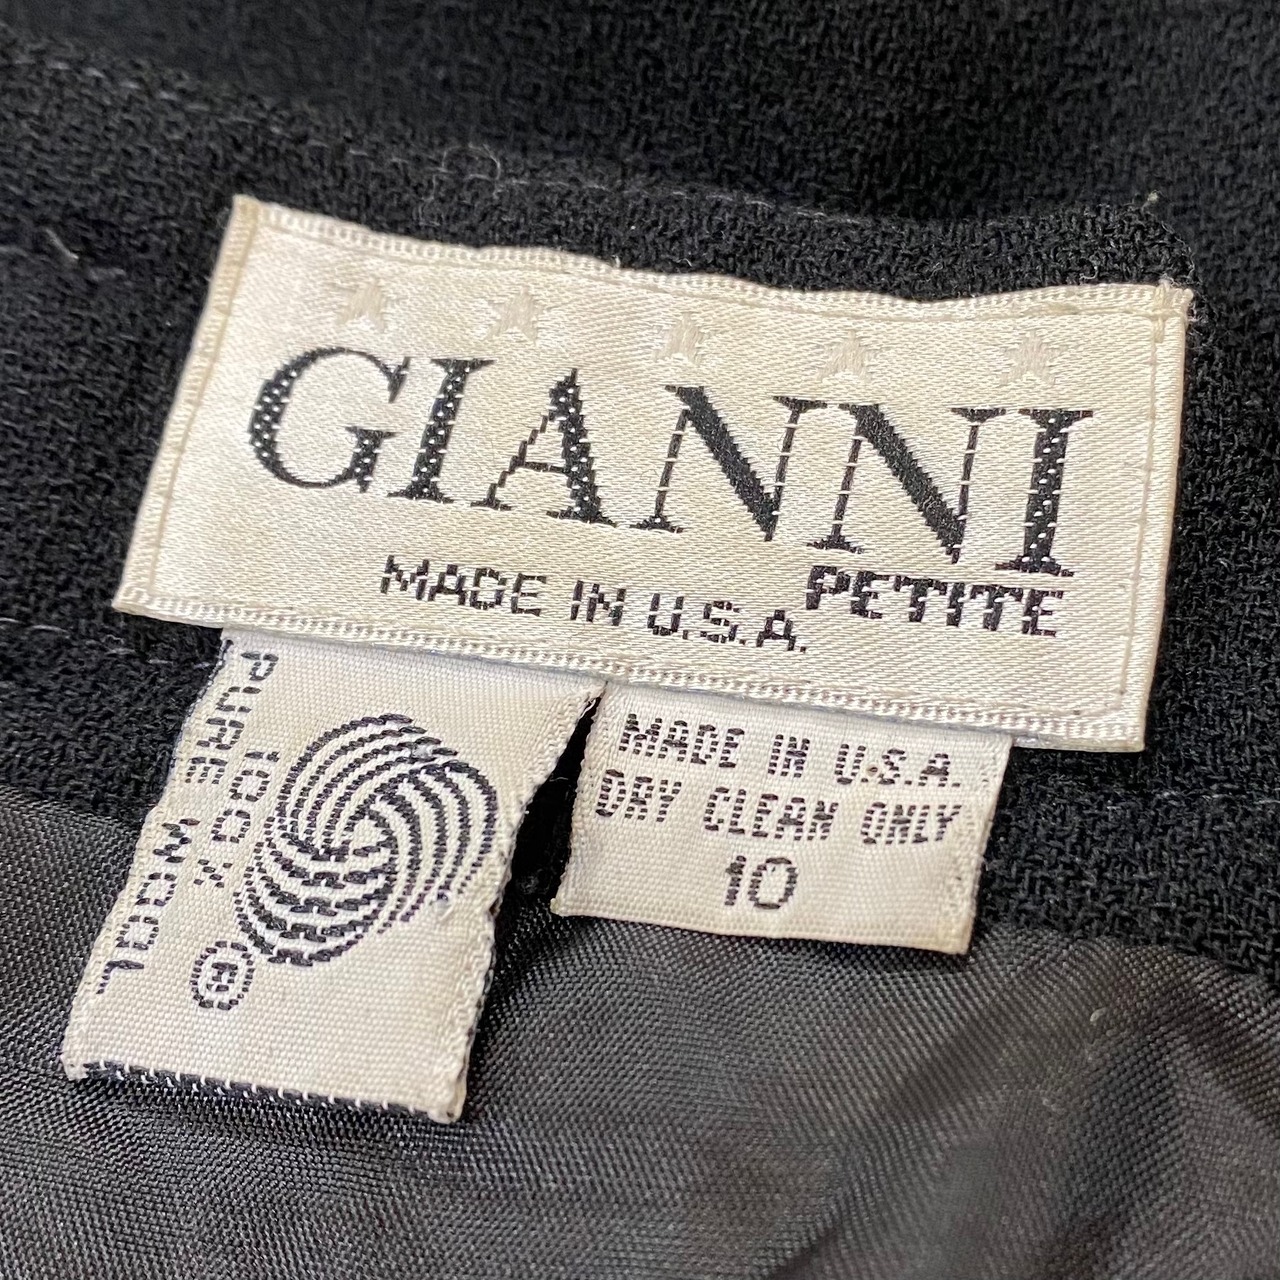 GIANNI
PETITE
MADE IN U.S.A.
PURE WOOL
100%
®
MADE IN U.S.A.
DRY CLEAN ONLY
10